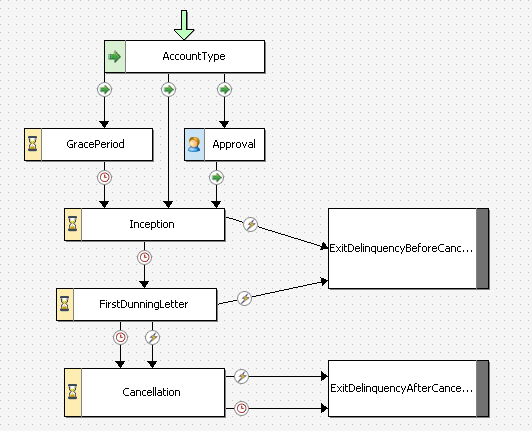 AccountType
GracePeriod
Approval
Inception
ExitDelinquencyBeforeCanc...
FirstDunningLetter
Cancellation
ExitDelinquencyAfterCance...